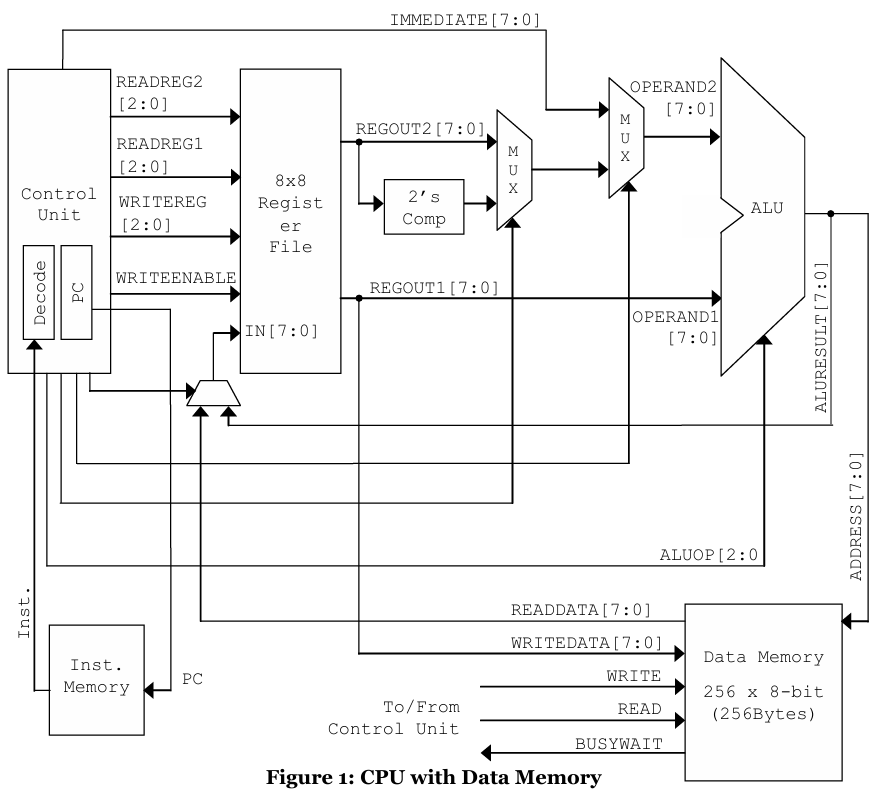 IMMEDIATE[7:0]
READREG2
[2:0]
READREG1
[2:0]
WRITEREG
[2:0]
WRITEENABLE
Control
Unit
Decode
PC
8x8
Regist
er
File
IN[7:0]
REGOUT2[7:0]
2's
Comp
REGOUT1[7:0]
M
U
X
M
U
X
OPERAND2
[7:0]
ALU
OPERAND1
[7:0]
ALURESULT[7:0]
ADDRESS[7:0]
ALUOP[2:0
Inst.
Inst.
Memory
PC
READDATA[7:0]
WRITEDATA[7:0]
WRITE
READ
BUSYWAIT
To/From
Control Unit
Data Memory
256 x 8-bit
(256Bytes)
Figure 1: CPU with Data Memory